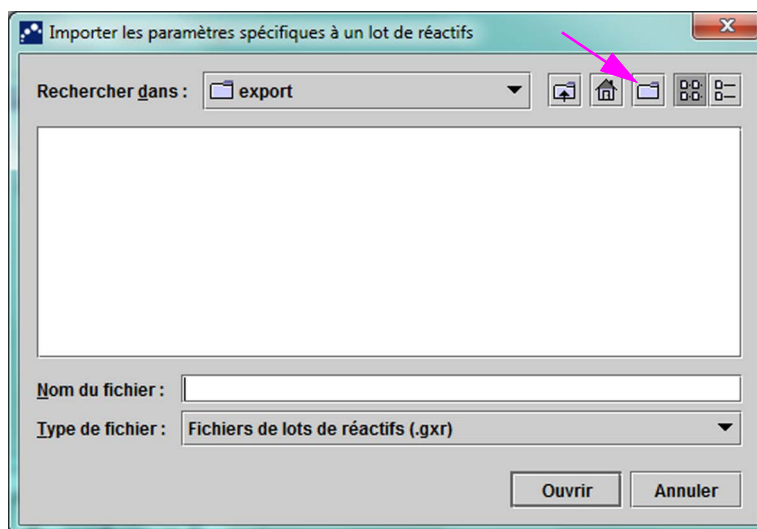 Importer les paramètres spécifiques à un lot de réactifs
Rechercher dans : export
Nom du fichier :
Type de fichier : Fichiers de lots de réactifs (.gxr)
Ouvrir Annuler